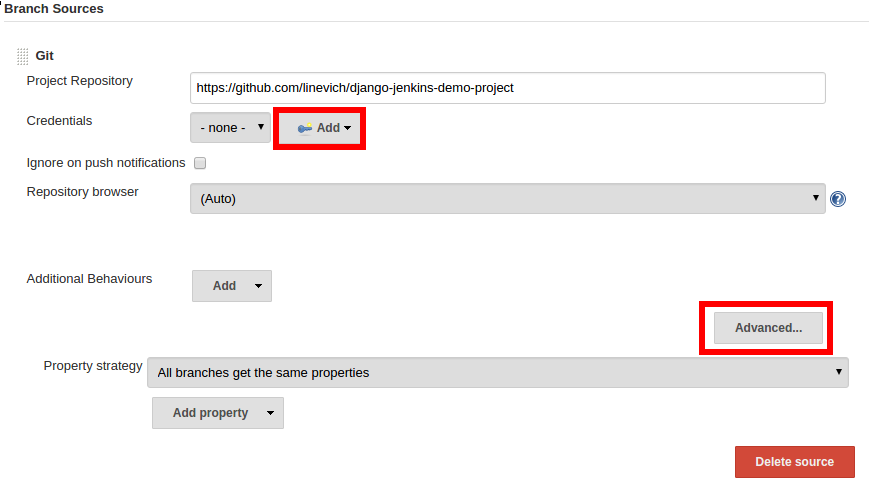 Branch Sources
Git
Project Repository https://github.com/linevich/django-jenkins-demo-project
Credentials - none - Add
Ignore on push notifications
Repository browser (Auto) ?
Additional Behaviours Add
Advanced...
Property strategy All branches get the same properties
Add property
Delete source